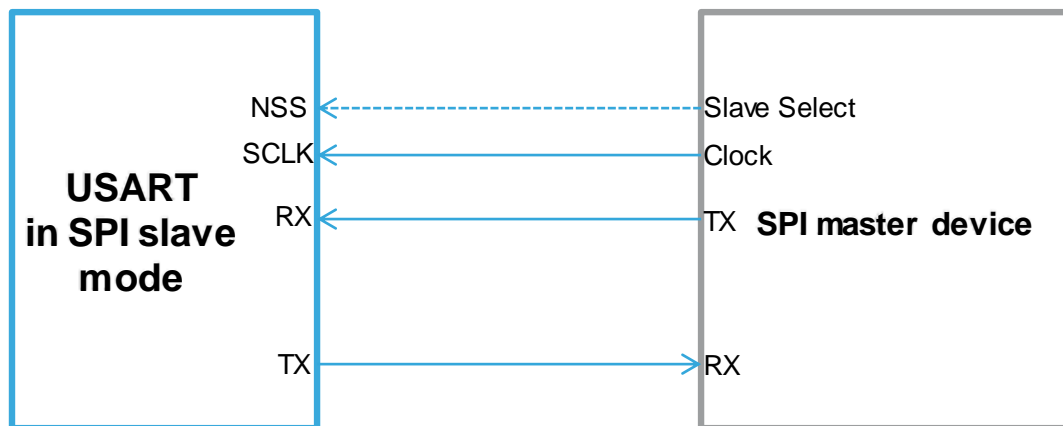 NSS
Slave Select
SCLK
Clock
USART
in SPI slave
mode
RX
TX
SPI master device
TX
RX